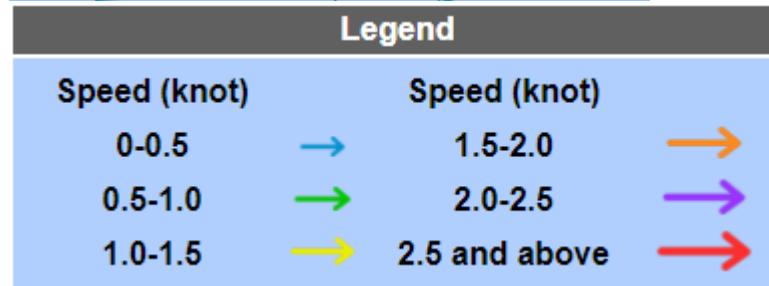 Legend
Speed (knot) Speed (knot)
0-0.5 1.5-2.0
0.5-1.0 2.0-2.5
1.0-1.5 2.5 and above